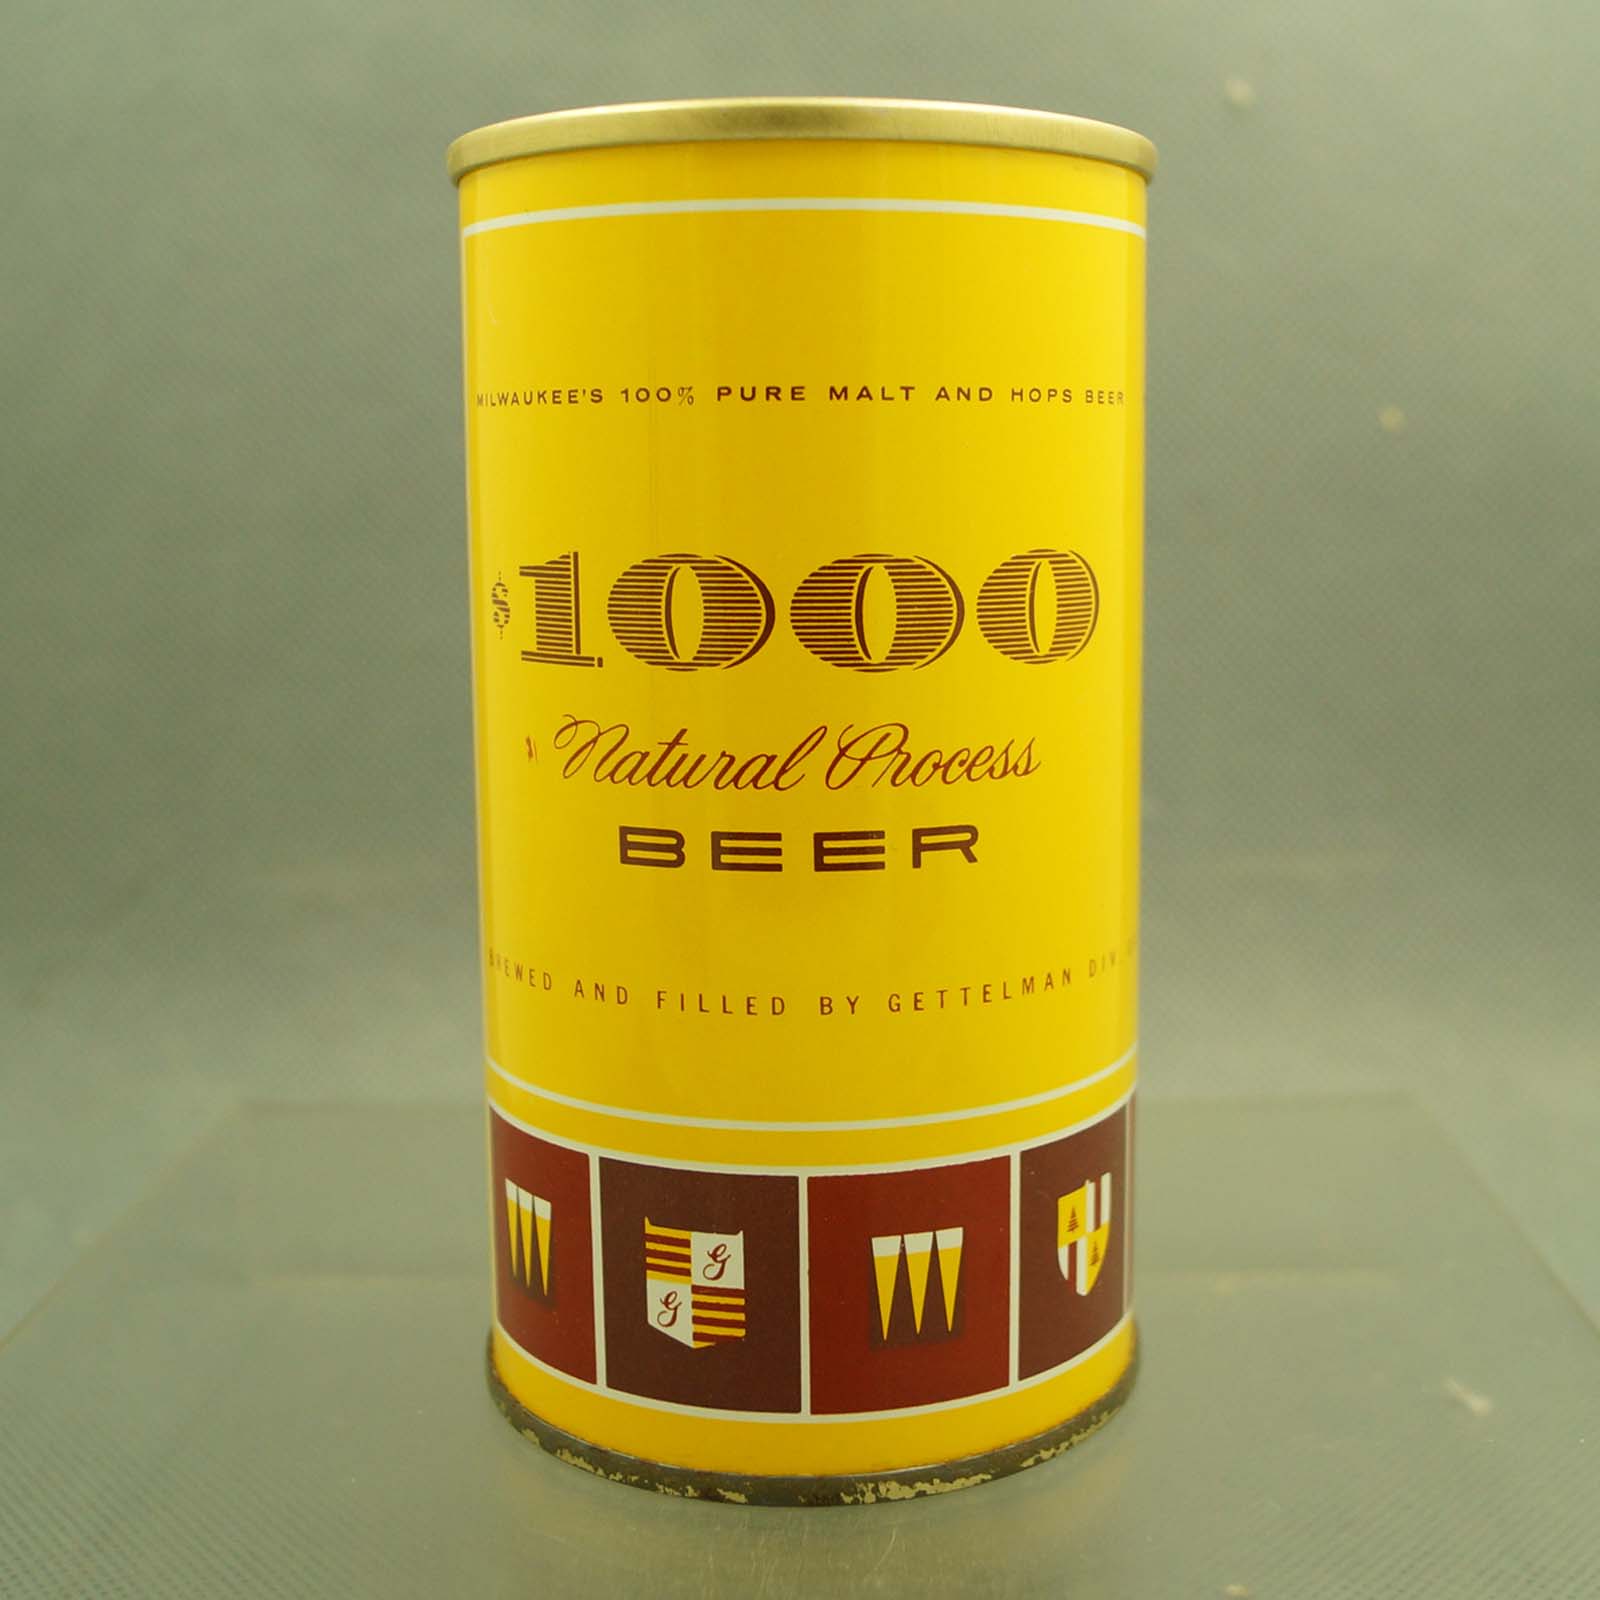 MILWAUKEE'S 100% PURE MALT AND HOPS BEER
$1000
Natural Process
BEER
BREWED AND FILLED BY GETTELMAN DIV.
G
G